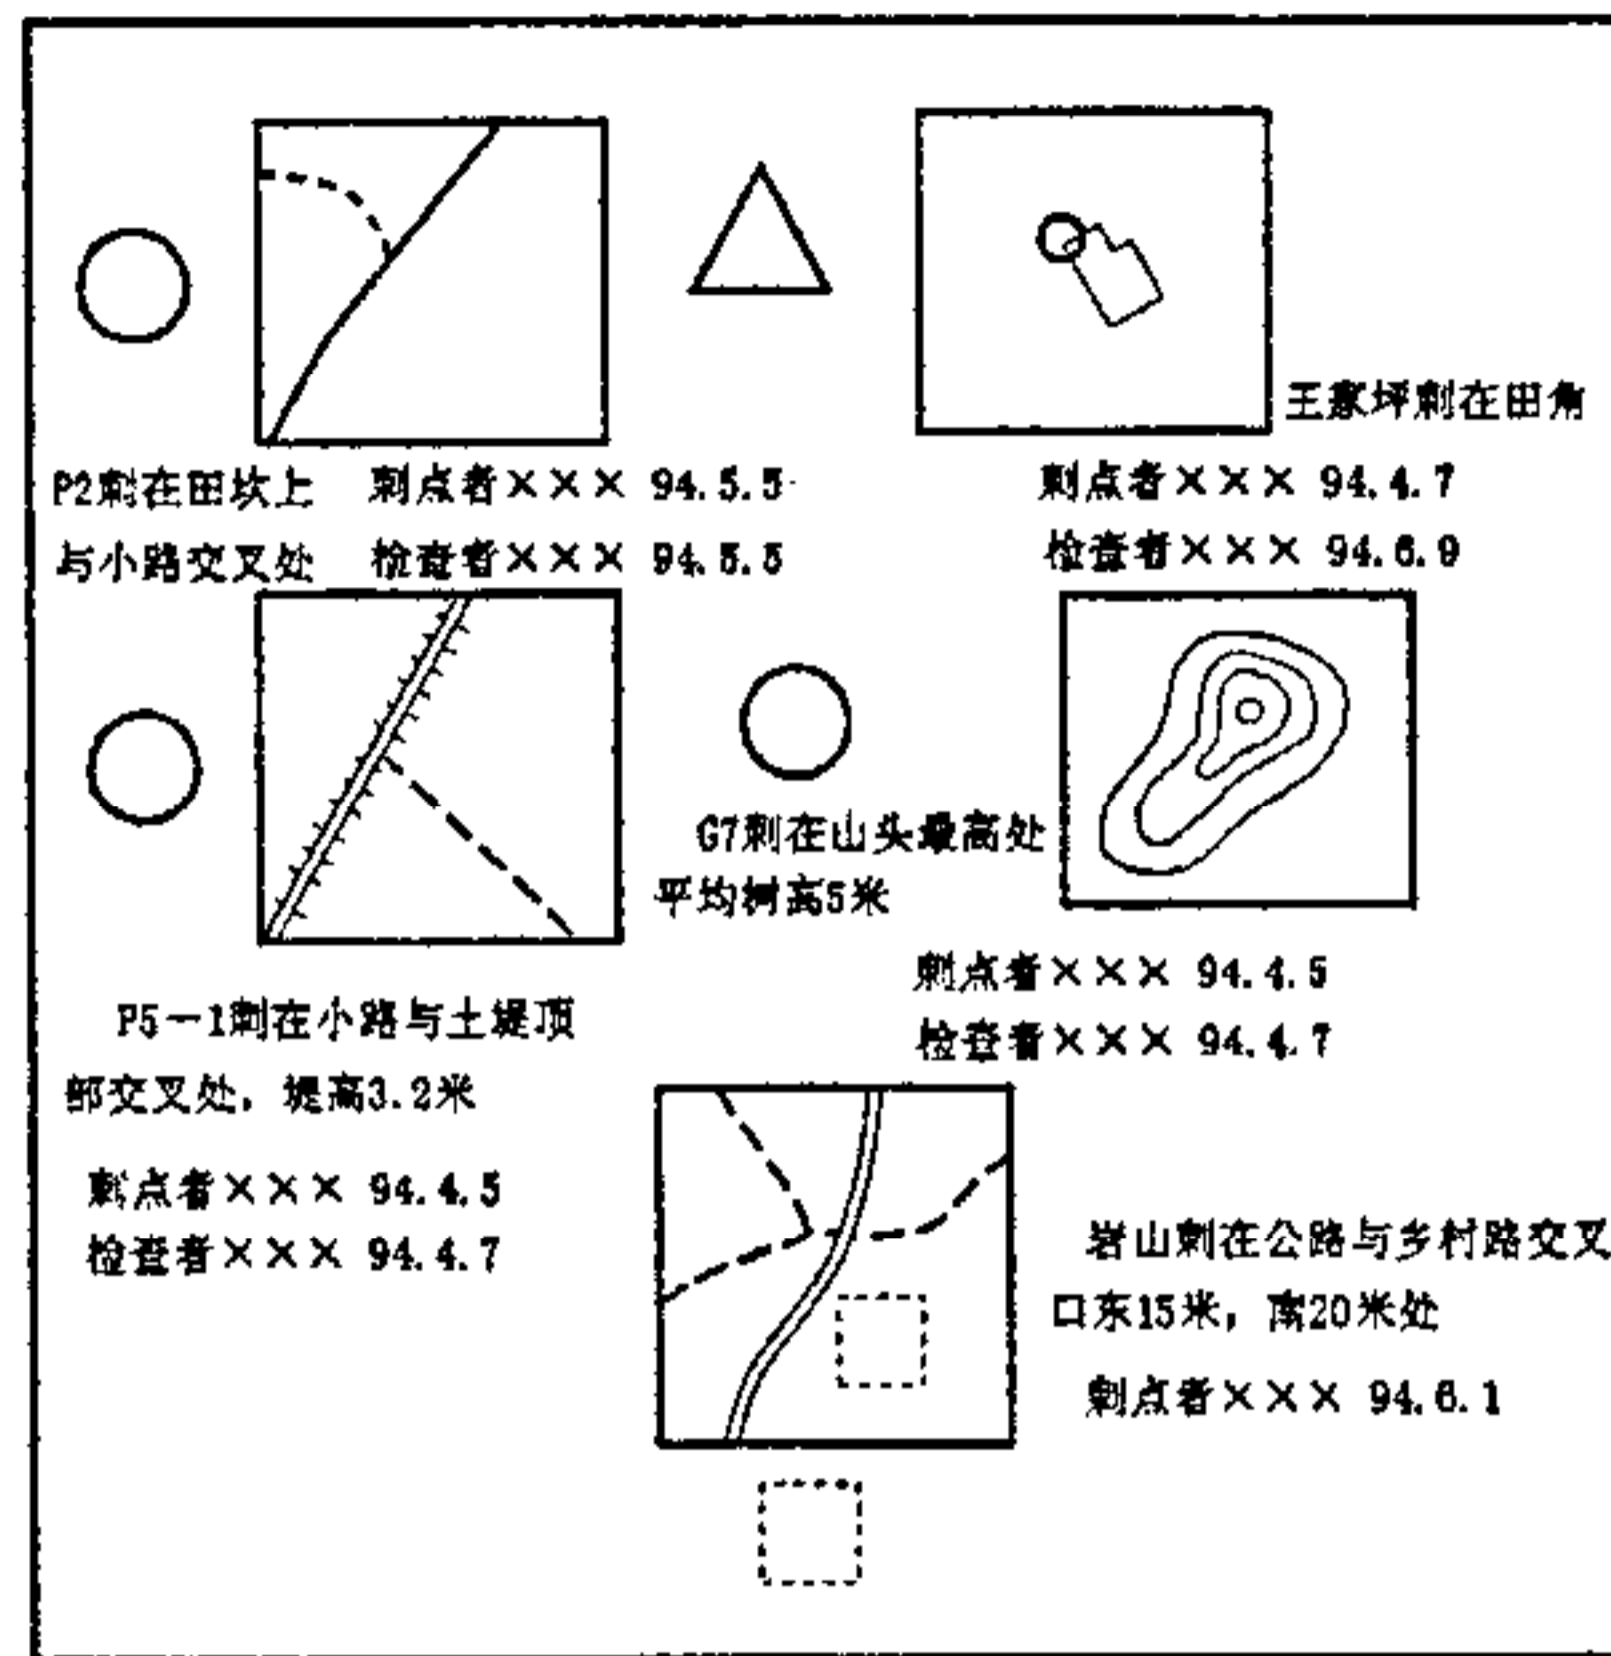 王家坪刺在田角
P2刺在田坎上
与小路交叉处
刺点者××× 94.5.5
检查者××× 94.5.5
刺点者××× 94.4.7
检查者××× 94.6.9
G7刺在山头最高处
平均树高5米
刺点者××× 94.4.5
检查者××× 94.4.7
P5-1刺在小路与土堤顶
部交叉处，堤高3.2米
刺点者××× 94.4.5
检查者××× 94.4.7
岩山刺在公路与乡村路交叉
口东15米，南20米处
刺点者××× 94.6.1